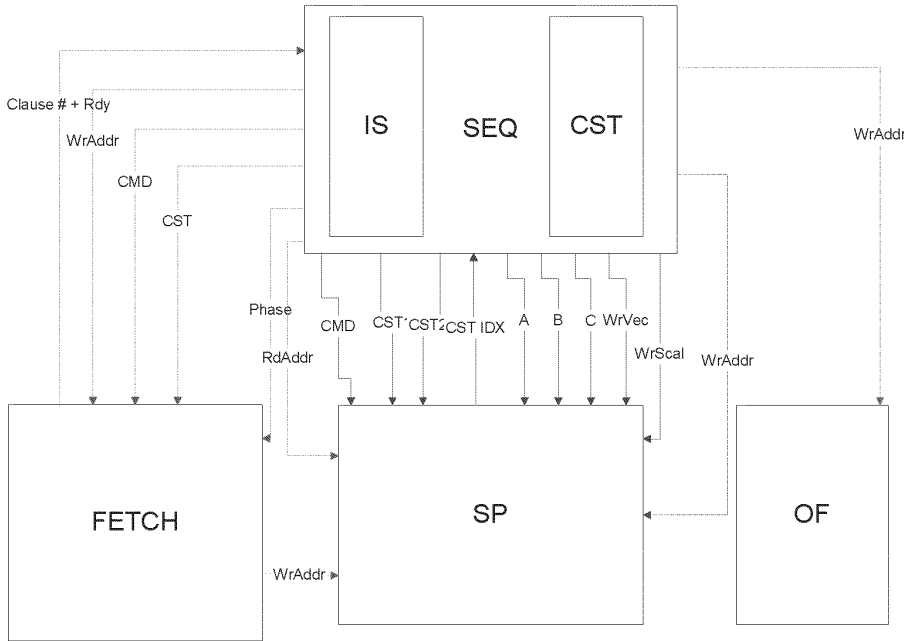 Clause # + Rdy
WrAddr
CMD
CST
IS
SEQ
CST
WrAddr
Phase
RdAddr
CMD
CST1
CST2
CST IDX
A
B
C
WrVec
WrScal
WrAddr
FETCH
SP
OF
WrAddr